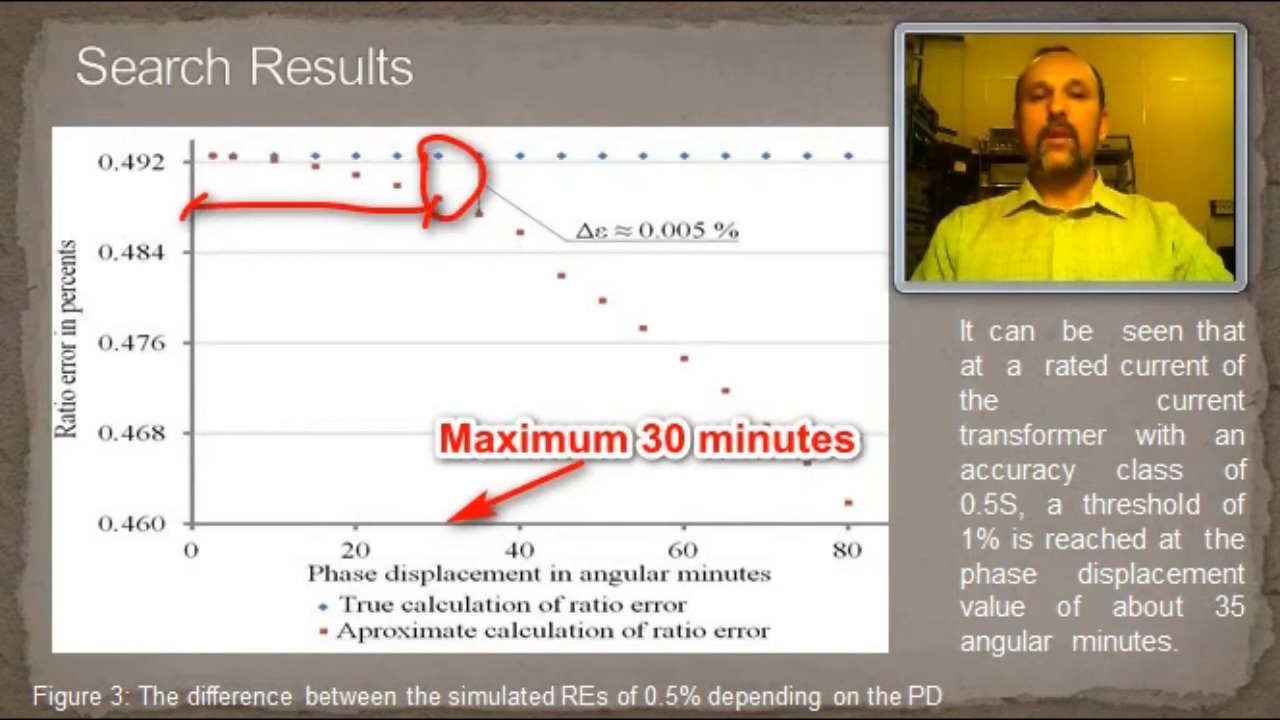 Search Results
0.492
0.484
0.476
0.468
0.460
Ratio error in percents
Δε ≈ 0.005 %
Maximum 30 minutes
0 20 40 60 80
Phase displacement in angular minutes
True calculation of ratio error
Aproximate calculation of ratio error
It can be seen that
at a rated current of
the current
transformer with an
accuracy class of
0.5S, a threshold of
1% is reached at the
phase displacement
value of about 35
angular minutes.
Figure 3: The difference between the simulated REs of 0.5% depending on the PD